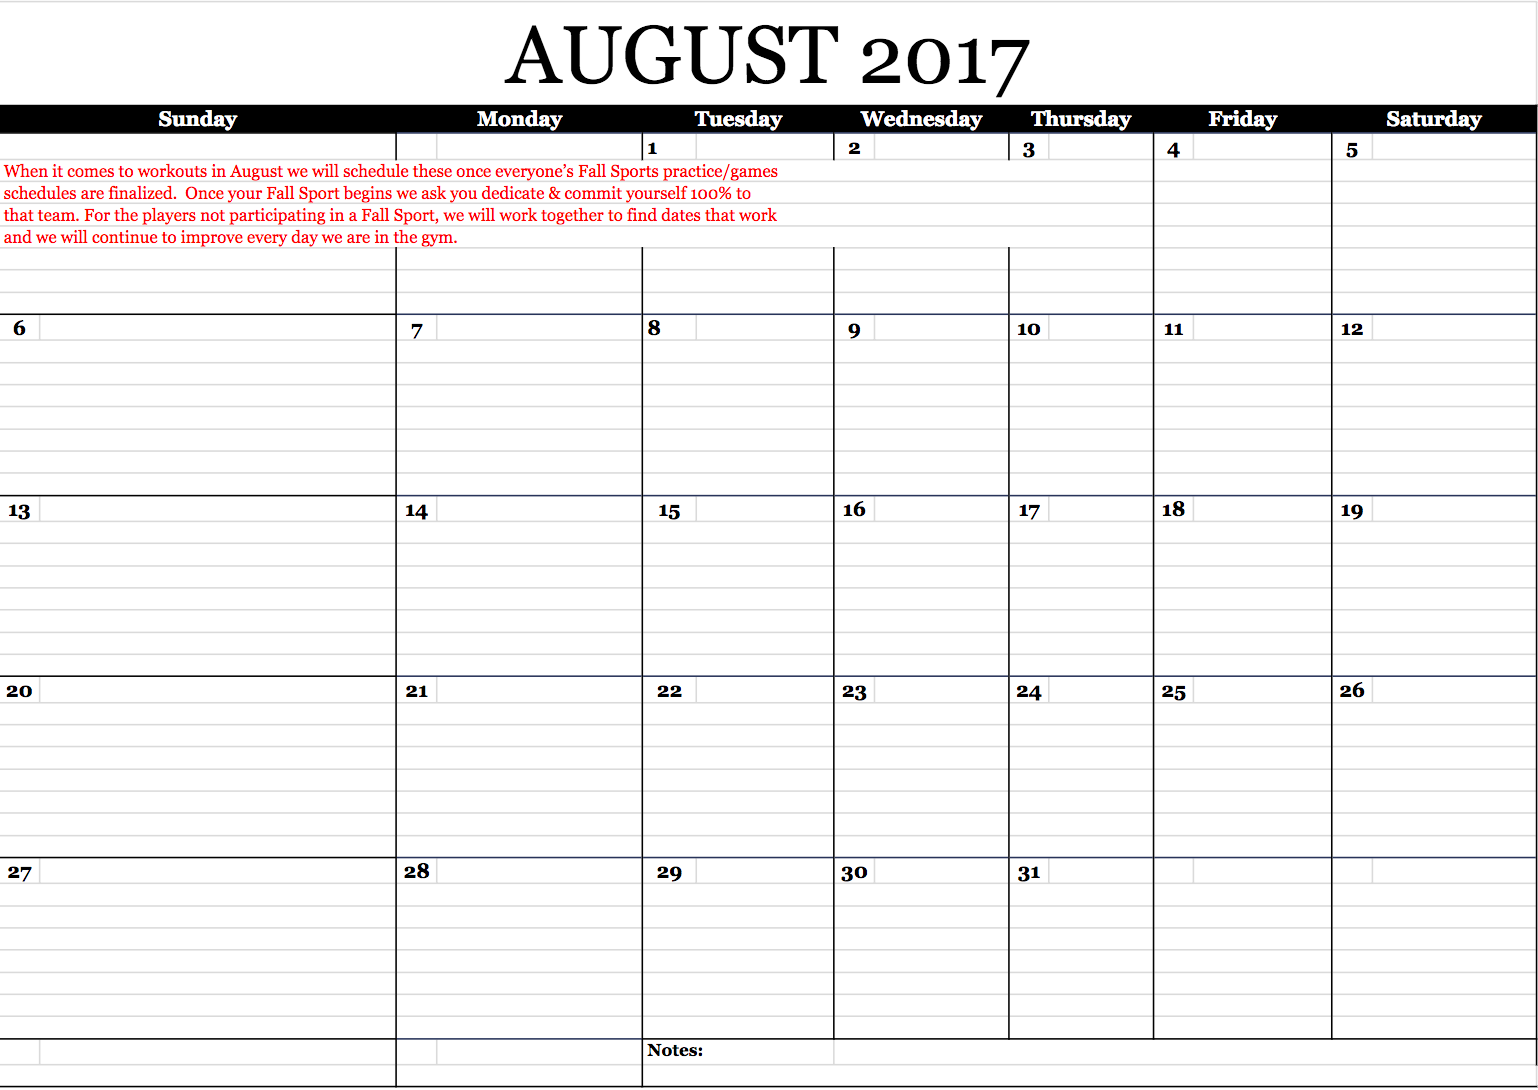 AUGUST 2017
Sunday Monday Tuesday Wednesday Thursday Friday Saturday
1 2 3 4 5
When it comes to workouts in August we will schedule these once everyone’s Fall Sports practice/games
schedules are finalized.  Once your Fall Sport begins we ask you dedicate & commit yourself 100% to
that team. For the players not participating in a Fall Sport, we will work together to find dates that work
and we will continue to improve every day we are in the gym.
6 7 8 9 10 11 12
13 14 15 16 17 18 19
20 21 22 23 24 25 26
27 28 29 30 31
Notes: